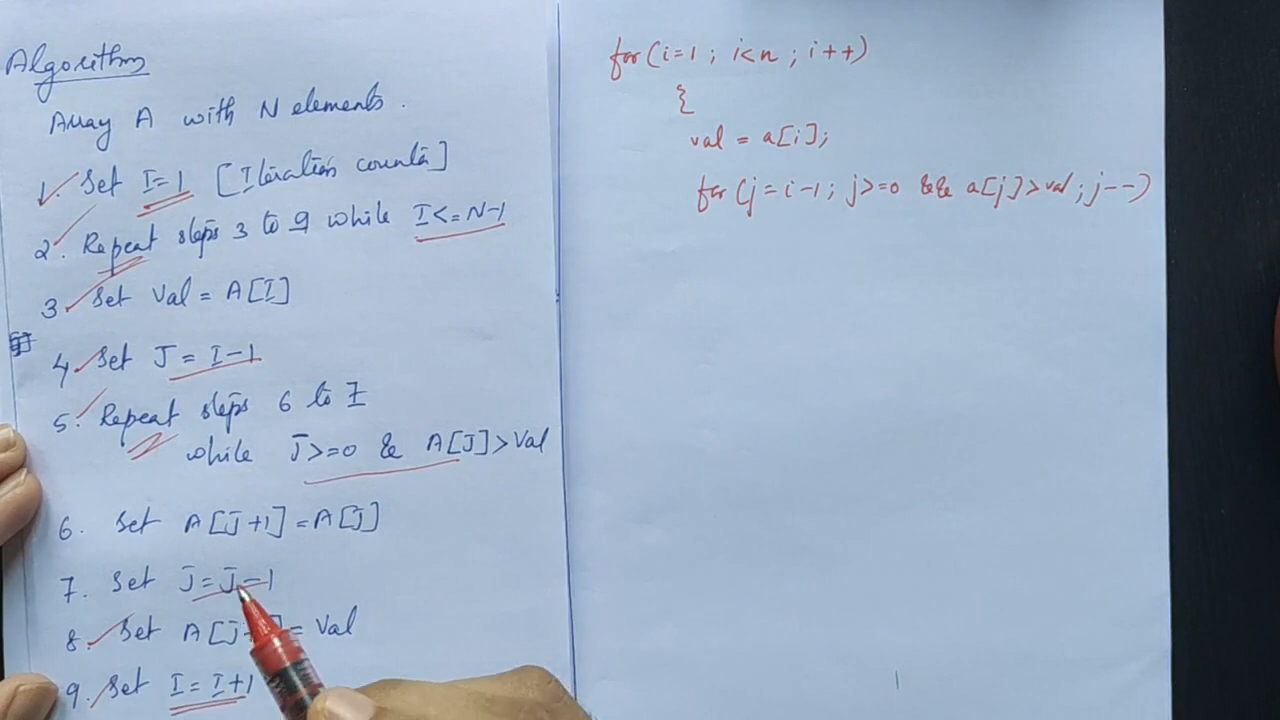 Algorithm
Array A with N elements.
1. Set I=1 [Iteration counter]
2. Repeat steps 3 to 9 while I<=N-1
3. Set Val = A[I]
4. Set J = I-1
5. Repeat steps 6 to 7
while J>=0 & A[J]>Val
6. Set A[J+1]=A[J]
7. Set J=J-1
8. Set A[J = Val
9. Set I=I+1
for(i=1; i<n; i++)
{
val = a[i];
for(j=i-1; j>=0 && a[j]>val; j--)